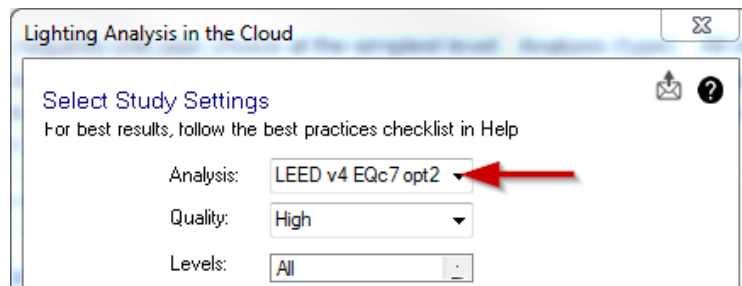 Lighting Analysis in the Cloud
Select Study Settings
For best results, follow the best practices checklist in Help
Analysis: LEED v4 EQc7 opt2
Quality: High
Levels: All